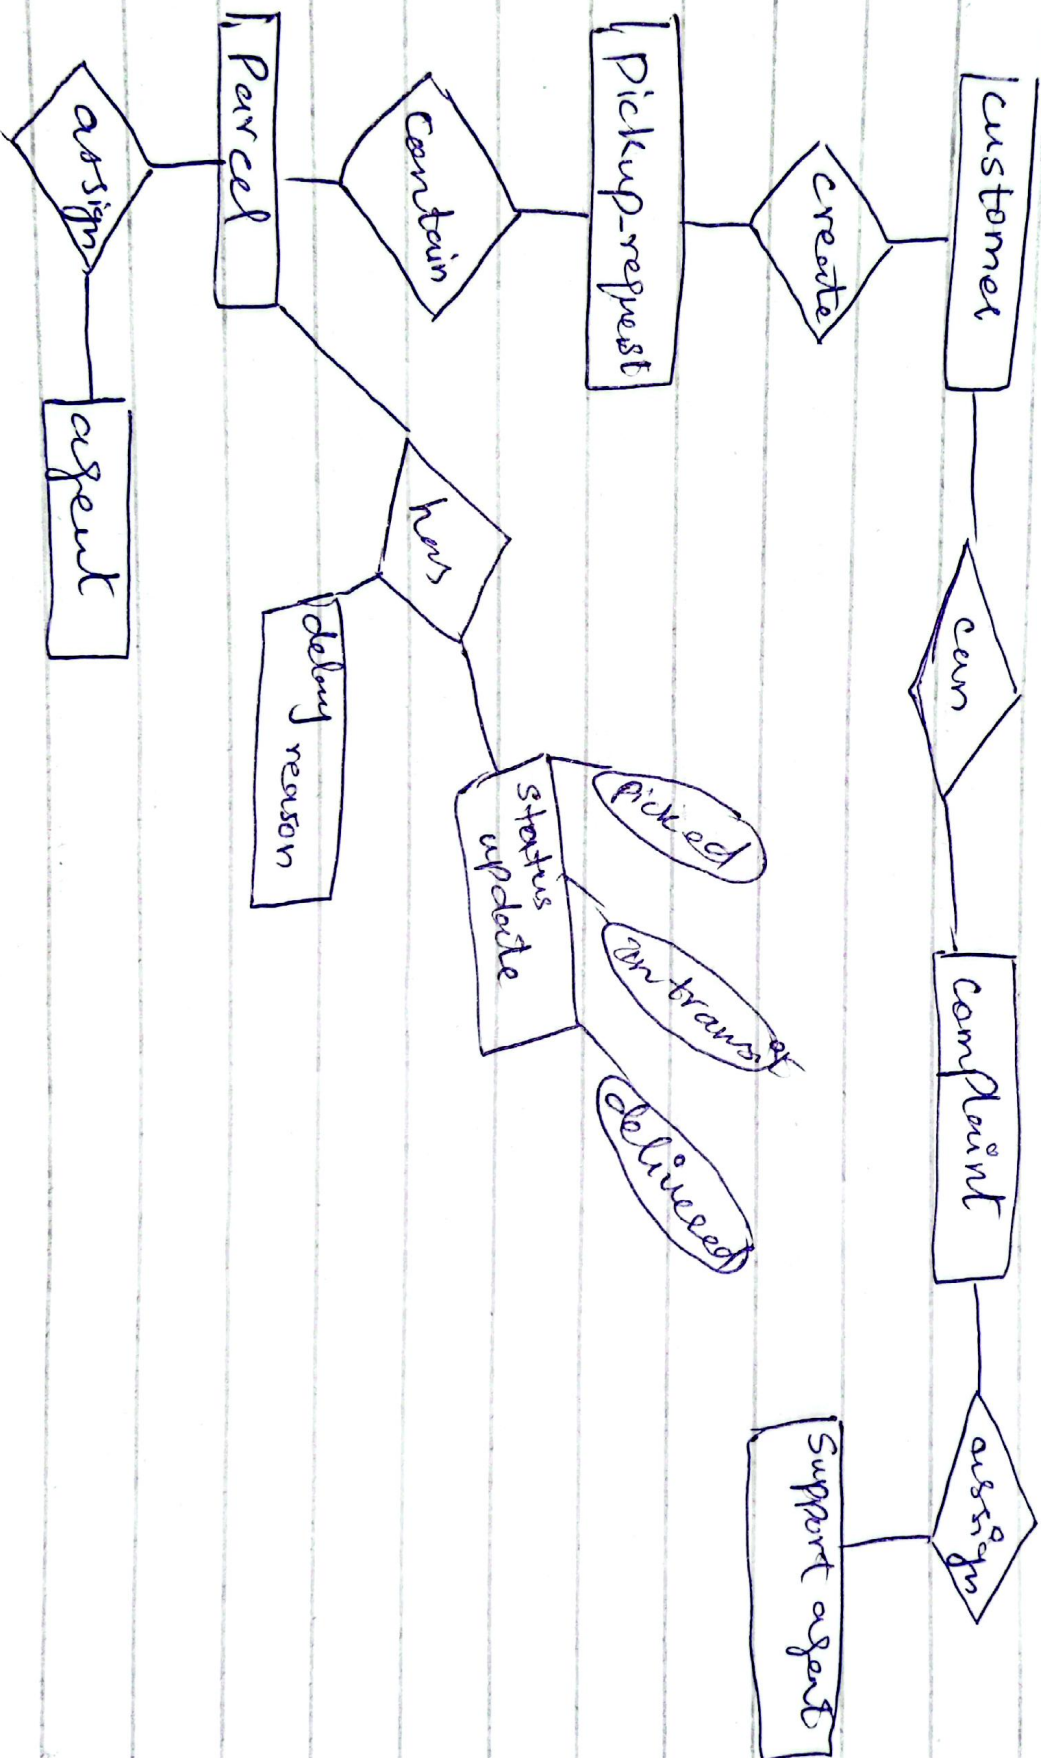 customer
can
complaint
assign
Support agent
create
Pickup-request
contain
Parcel
has
status
update
picked
in transit
delivered
delay reason
assign
agent